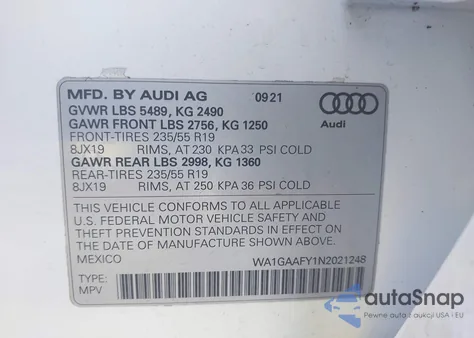 MFD. BY AUDI AG 09 21
GVWR LBS 5489, KG 2490
GAWR FRONT LBS 2756, KG 1250
FRONT-TIRES 235/55 R19
8JX19 RIMS, AT 230 KPA 33 PSI COLD
GAWR REAR LBS 2998, KG 1360
REAR-TIRES 235/55 R19
8JX19 RIMS, AT 250 KPA 36 PSI COLD
Audi
THIS VEHICLE CONFORMS TO ALL APPLICABLE
U.S. FEDERAL MOTOR VEHICLE SAFETY AND
THEFT PREVENTION STANDARDS IN EFFECT
ON THE DATE OF MANUFACTURE SHOWN ABOVE.
MEXICO WA1GAAFY1N2021248
TYPE:
MPV
autaSnap
Pewne auta z aukcji USA i EU